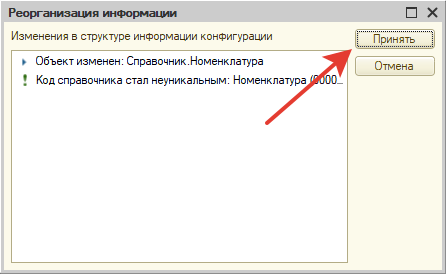 Реорганизация информации
Изменения в структуре информации конфигурации
Принять
Объект изменен: Справочник.Номенклатура
Код справочника стал неуникальным: Номенклатура (0000...
Отмена